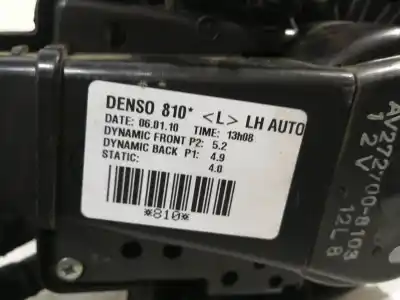 DENSO 810* <L> LH AUTO
DATE: 06.01.10 TIME: 13h08
DYNAMIC FRONT P2: 5.2
DYNAMIC BACK P1: 4.9
STATIC: 4.0
*810*
AV272700-8103
12V 12L8